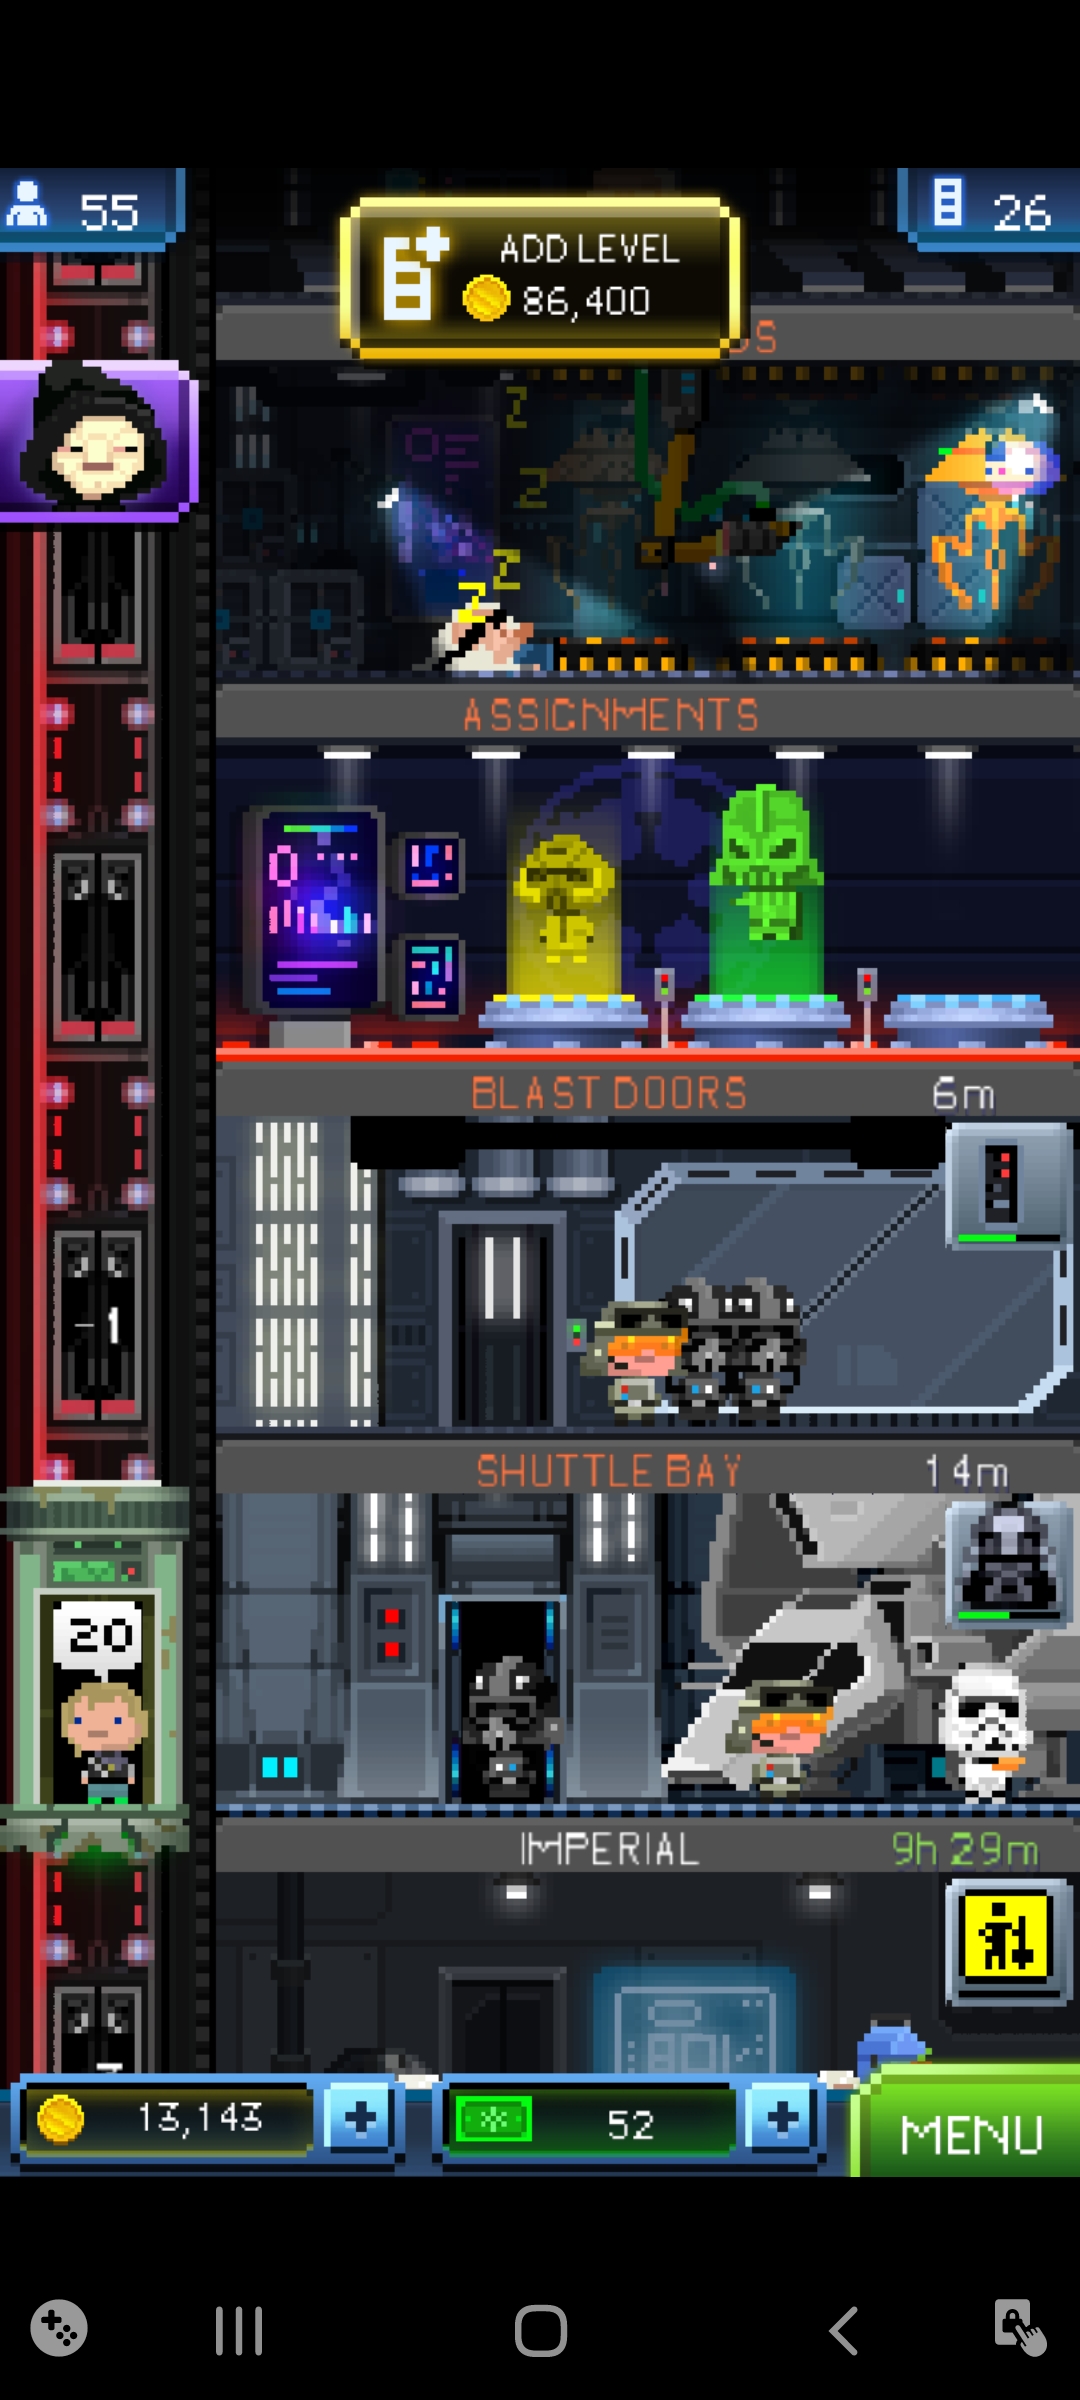 55
ADD LEVEL
86,400
26
Z
Z
Z
Z
ASSIGNMENTS
BLAST DOORS 6m
-1
SHUTTLE BAY 14m
20
IMPERIAL 9h 29m
13,143
52
MENU